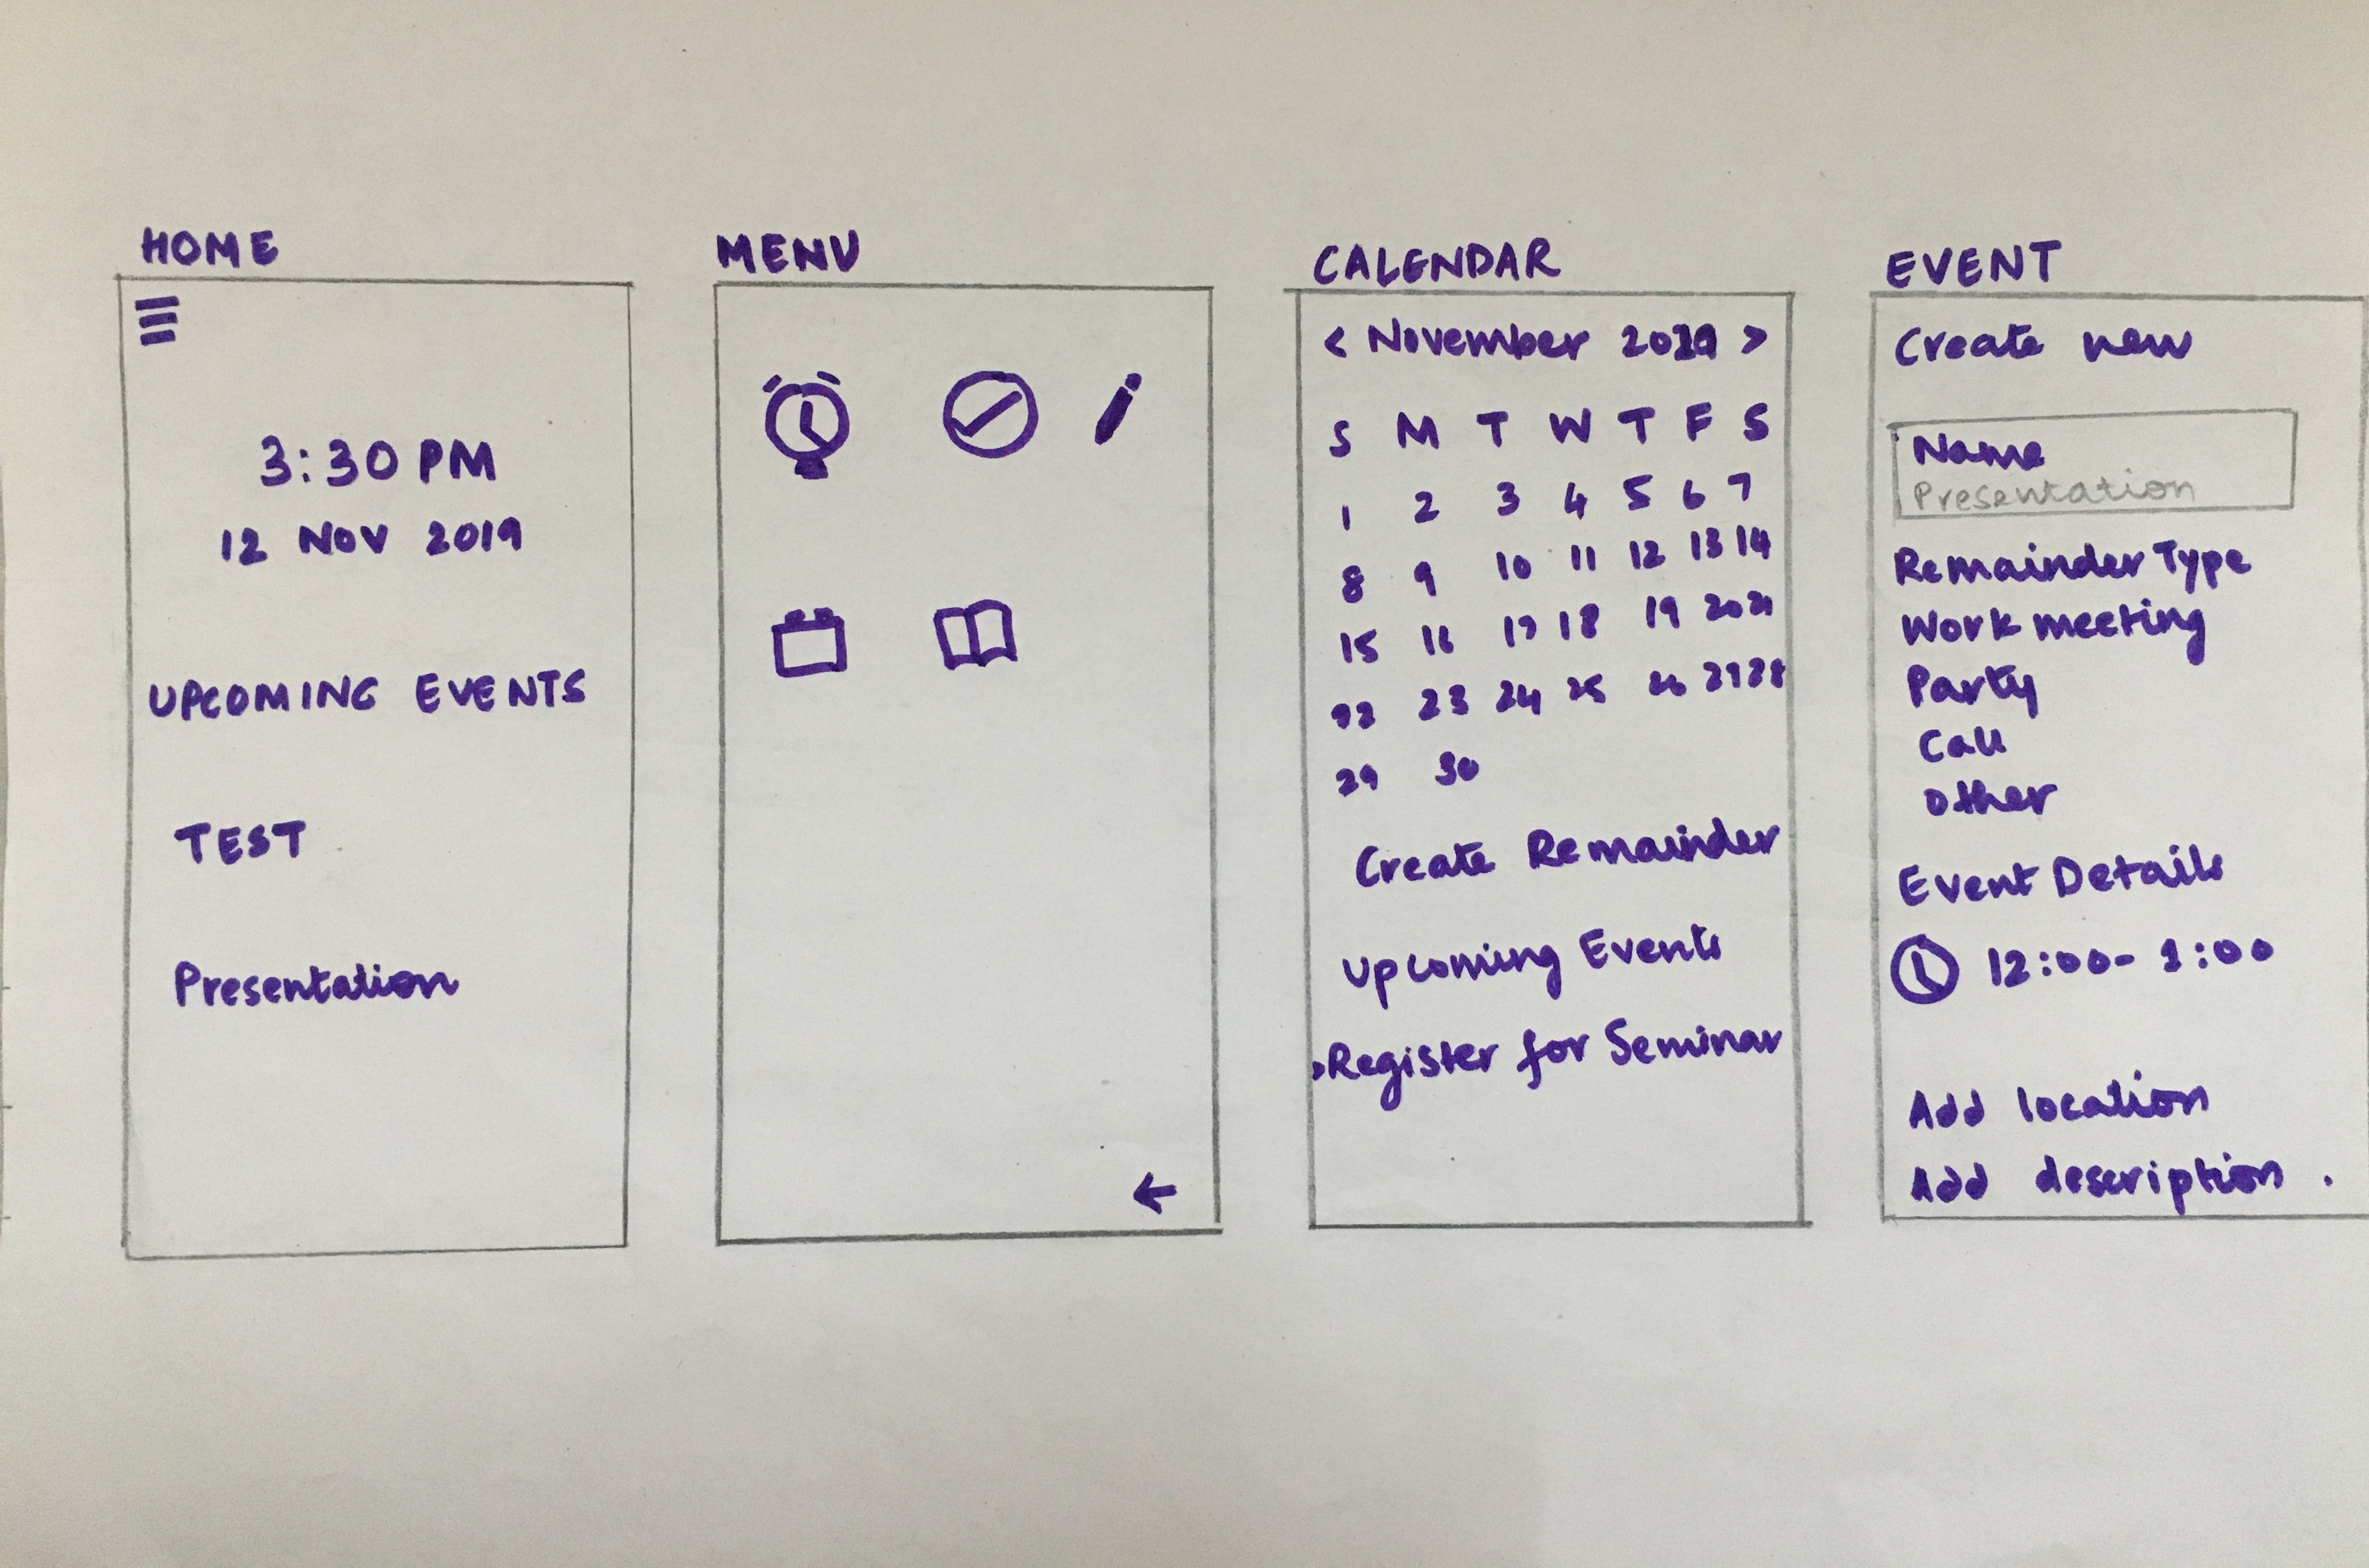 HOME
3:30 PM
12 NOV 2019
UPCOMING EVENTS
TEST
Presentation
MENU
CALENDAR
< November 2019 >
S M T W T F S
1 2 3 4 5 6 7
8 9 10 11 12 13 14
15 16 17 18 19 20 21
22 23 24 25 26 27 28
29 30
Create Remainder
Upcoming Events
Register for Seminar
EVENT
Create new
Name
Presentation
Remainder Type
Work meeting
Party
Call
Other
Event Details
12:00- 1:00
Add location
Add description .